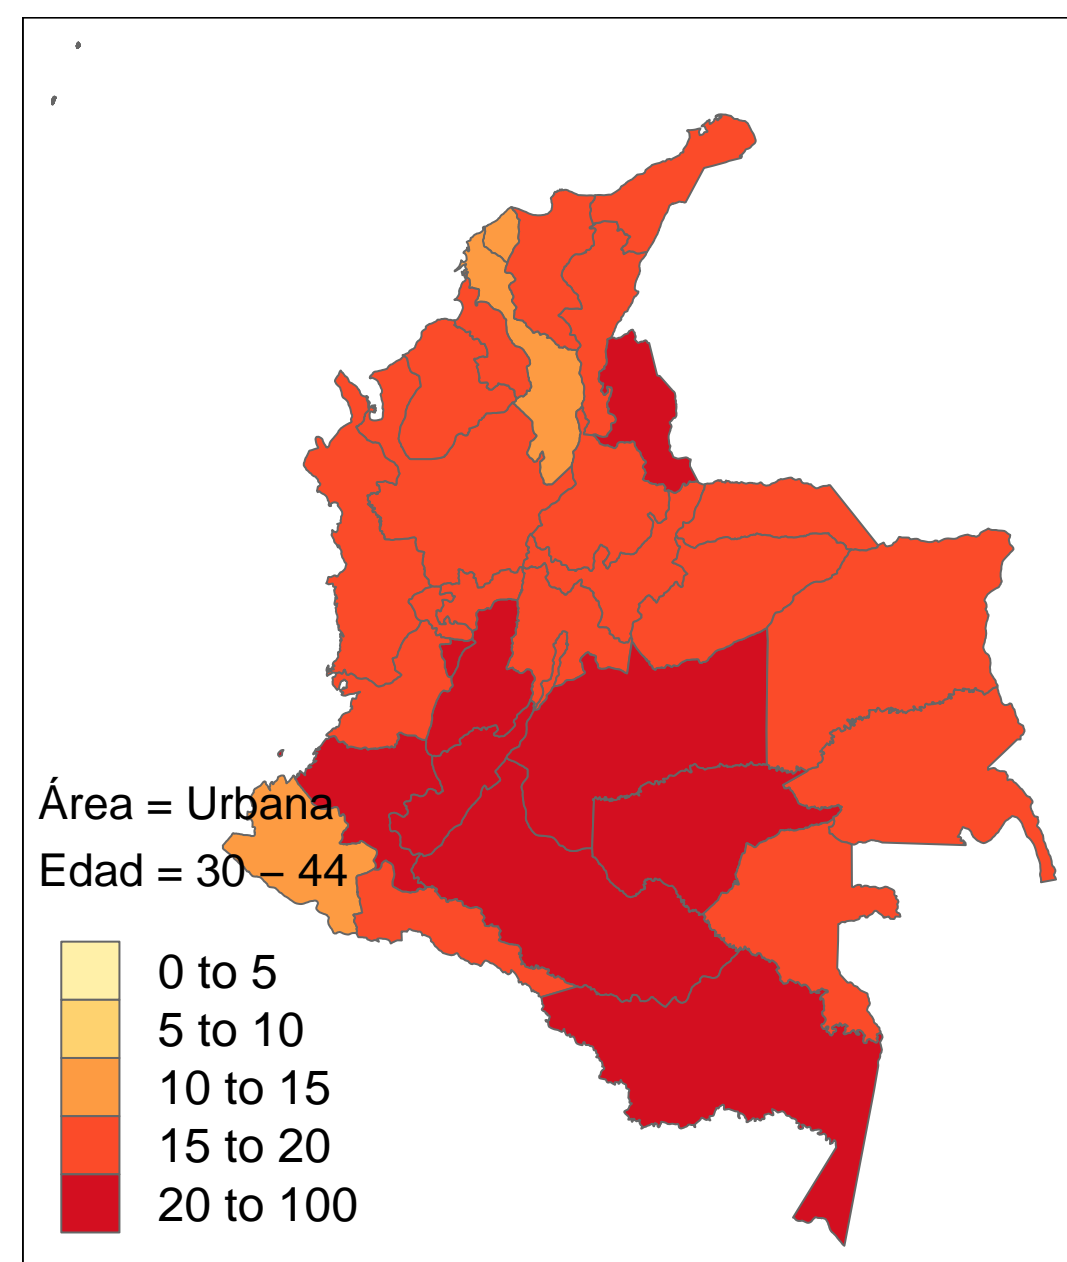 Área = Urbana
Edad = 30 – 44
0 to 5
5 to 10
10 to 15
15 to 20
20 to 100